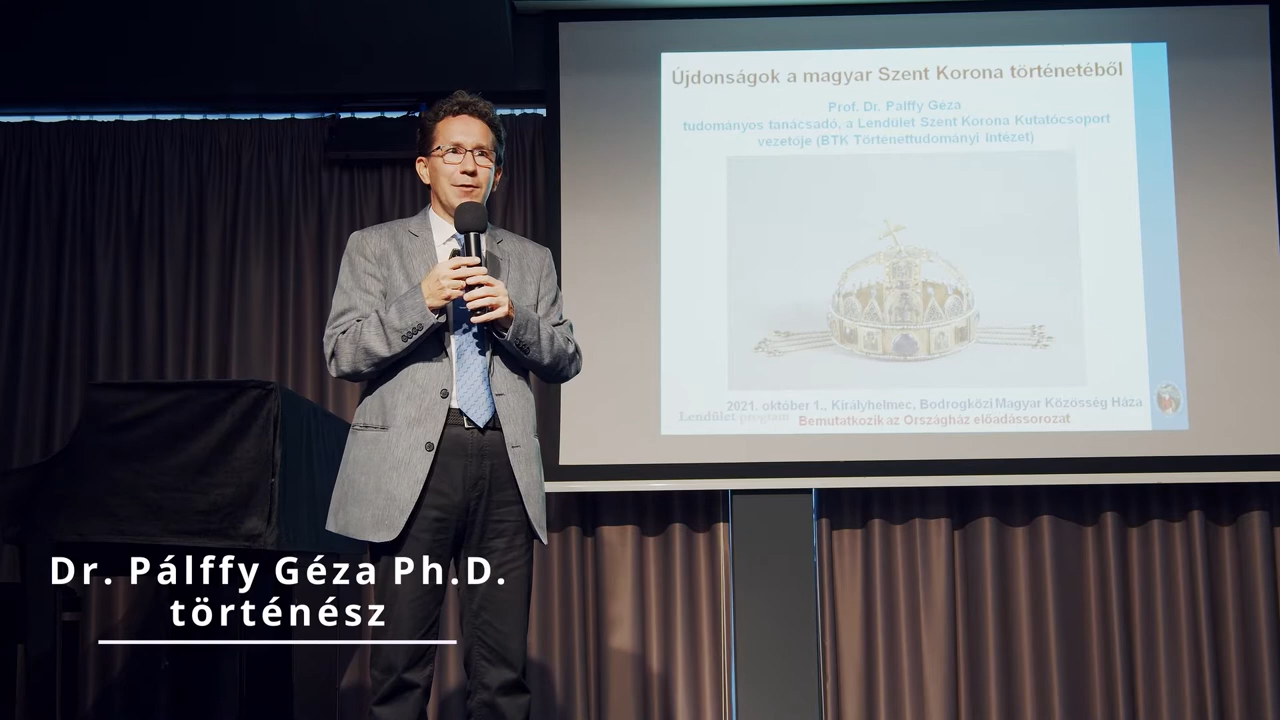 Újdonságok a magyar Szent Korona történetéből
Prof. Dr. Pálffy Géza
tudományos tanácsadó, a Lendület Szent Korona Kutatócsoport
vezetője (BTK Történettudományi Intézet)
2021. október 1., Királyhelmec, Bodrogközi Magyar Közösség Háza
Lendület program
Bemutatkozik az Országház előadássorozat
Dr. Pálffy Géza Ph.D.
történész